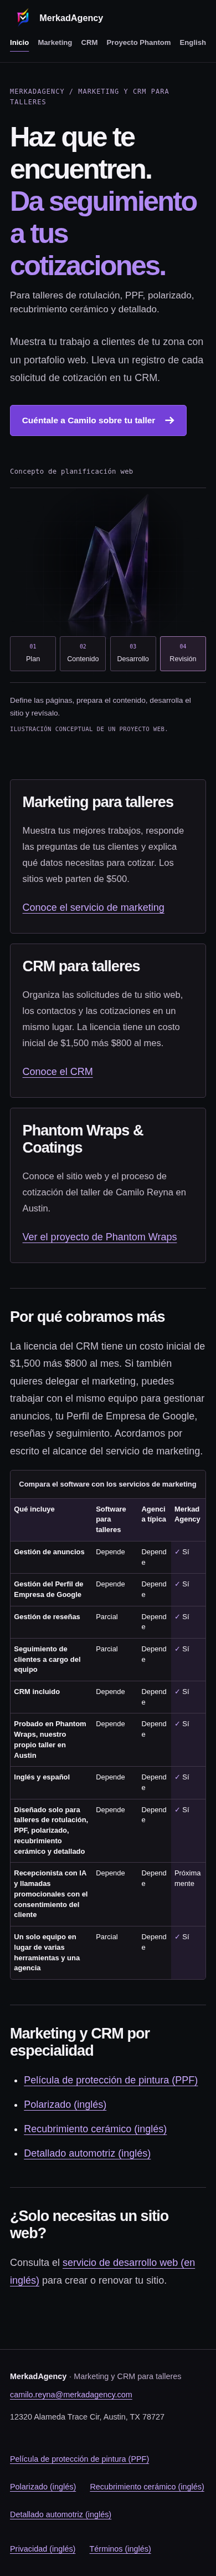 MerkadAgency
Inicio Marketing CRM Proyecto Phantom English
MERKADAGENCY / MARKETING Y CRM PARA
TALLERES
Haz que te
encuentren.
Da seguimiento
a tus
cotizaciones.
Para talleres de rotulación, PPF, polarizado,
recubrimiento cerámico y detallado.
Muestra tu trabajo a clientes de tu zona con
un portafolio web. Lleva un registro de cada
solicitud de cotización en tu CRM.
Cuéntale a Camilo sobre tu taller →
Concepto de planificación web
01 02 03 04
Plan Contenido Desarrollo Revisión
Define las páginas, prepara el contenido, desarrolla el
sitio y revísalo.
ILUSTRACIÓN CONCEPTUAL DE UN PROYECTO WEB.
Marketing para talleres
Muestra tus mejores trabajos, responde
las preguntas de tus clientes y explica
qué datos necesitas para cotizar. Los
sitios web parten de $500.
Conoce el servicio de marketing
CRM para talleres
Organiza las solicitudes de tu sitio web,
los contactos y las cotizaciones en un
mismo lugar. La licencia tiene un costo
inicial de $1,500 más $800 al mes.
Conoce el CRM
Phantom Wraps &
Coatings
Conoce el sitio web y el proceso de
cotización del taller de Camilo Reyna en
Austin.
Ver el proyecto de Phantom Wraps
Por qué cobramos más
La licencia del CRM tiene un costo inicial de
$1,500 más $800 al mes. Si también
quieres delegar el marketing, puedes
trabajar con el mismo equipo para gestionar
anuncios, tu Perfil de Empresa de Google,
reseñas y seguimiento. Acordamos por
escrito el alcance del servicio de marketing.
Compara el software con los servicios de marketing
Qué incluye Software para talleres Agencia típica MerkadAgency
Gestión de anuncios Depende Depende ✓ Sí
Gestión del Perfil de Empresa de Google Depende Depende ✓ Sí
Gestión de reseñas Parcial Depende ✓ Sí
Seguimiento de clientes a cargo del equipo Parcial Depende ✓ Sí
CRM incluido Depende Depende ✓ Sí
Probado en Phantom Wraps, nuestro propio taller en Austin Depende Depende ✓ Sí
Inglés y español Depende Depende ✓ Sí
Diseñado solo para talleres de rotulación, PPF, polarizado, recubrimiento cerámico y detallado Depende Depende ✓ Sí
Recepcionista con IA y llamadas promocionales con el consentimiento del cliente Depende Depende Próximamente
Un solo equipo en lugar de varias herramientas y una agencia Parcial Depende ✓ Sí
Marketing y CRM por
especialidad
• Película de protección de pintura (PPF)
• Polarizado (inglés)
• Recubrimiento cerámico (inglés)
• Detallado automotriz (inglés)
¿Solo necesitas un sitio
web?
Consulta el servicio de desarrollo web (en
inglés) para crear o renovar tu sitio.
MerkadAgency · Marketing y CRM para talleres
camilo.reyna@merkadagency.com
12320 Alameda Trace Cir, Austin, TX 78727
Película de protección de pintura (PPF)
Polarizado (inglés) Recubrimiento cerámico (inglés)
Detallado automotriz (inglés)
Privacidad (inglés) Términos (inglés)